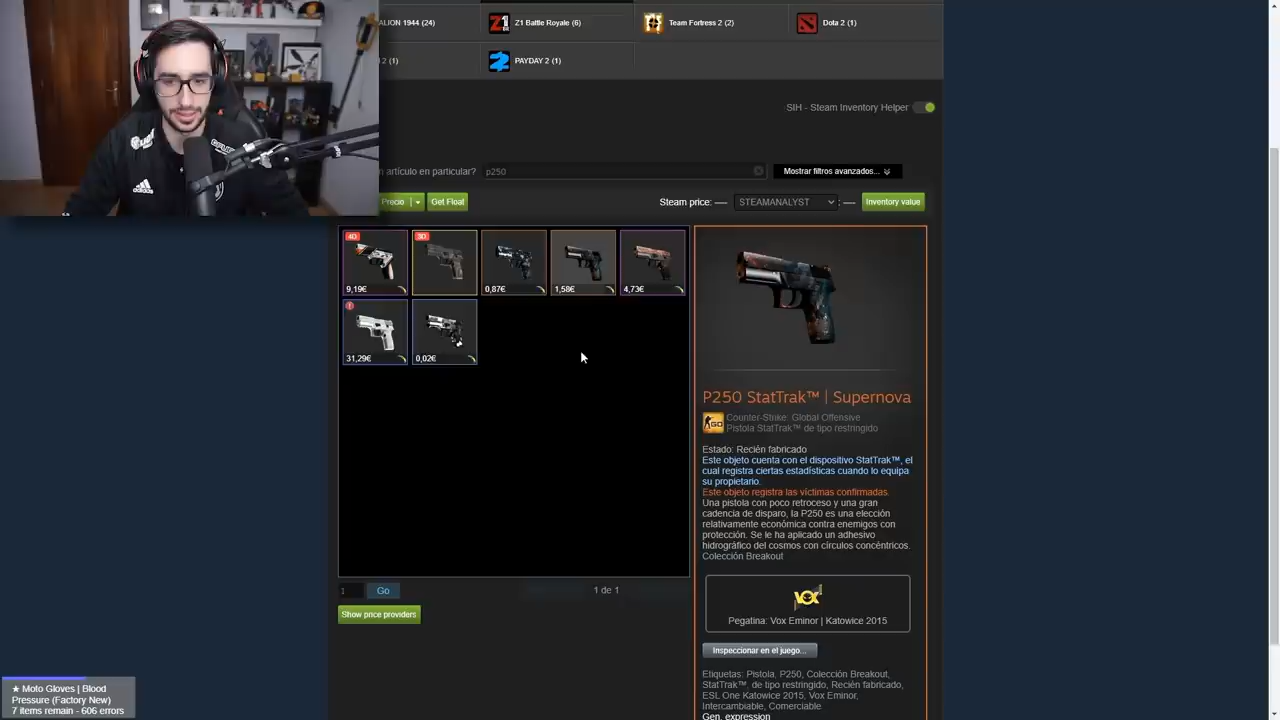 ALION 1944 (24)
Z1 Battle Royale (6)
Team Fortress 2 (2)
Dota 2 (1)
2 (1)
PAYDAY 2 (1)
SIH - Steam Inventory Helper
n artículo en particular?
p250
Mostrar filtros avanzados...
Precio
Get Float
Steam price: —
STEAMANALYST
: —
Inventory value
9,19€
0,87€
1,58€
4,73€
31,29€
0,02€
P250 StatTrak™ | Supernova
Counter-Strike: Global Offensive
Pistola StatTrak™ de tipo restringido
Estado: Recién fabricado
Este objeto cuenta con el dispositivo StatTrak™, el
cual registra ciertas estadísticas cuando lo equipa
su propietario.
Este objeto registra las víctimas confirmadas.
Una pistola con poco retroceso y una gran
cadencia de disparo, la P250 es una elección
relativamente económica contra enemigos con
protección. Se le ha aplicado un adhesivo
hidrográfico del cosmos con círculos concéntricos.
Colección Breakout
VOX
Pegatina: Vox Eminor | Katowice 2015
1
Go
1 de 1
Show price providers
Inspeccionar en el juego...
Etiquetas: Pistola, P250, Colección Breakout,
StatTrak™, de tipo restringido, Recién fabricado,
ESL One Katowice 2015, Vox Eminor,
Intercambiable, Comerciable
Gen. expression
★ Moto Gloves | Blood
Pressure (Factory New)
7 items remain - 606 errors
adidas